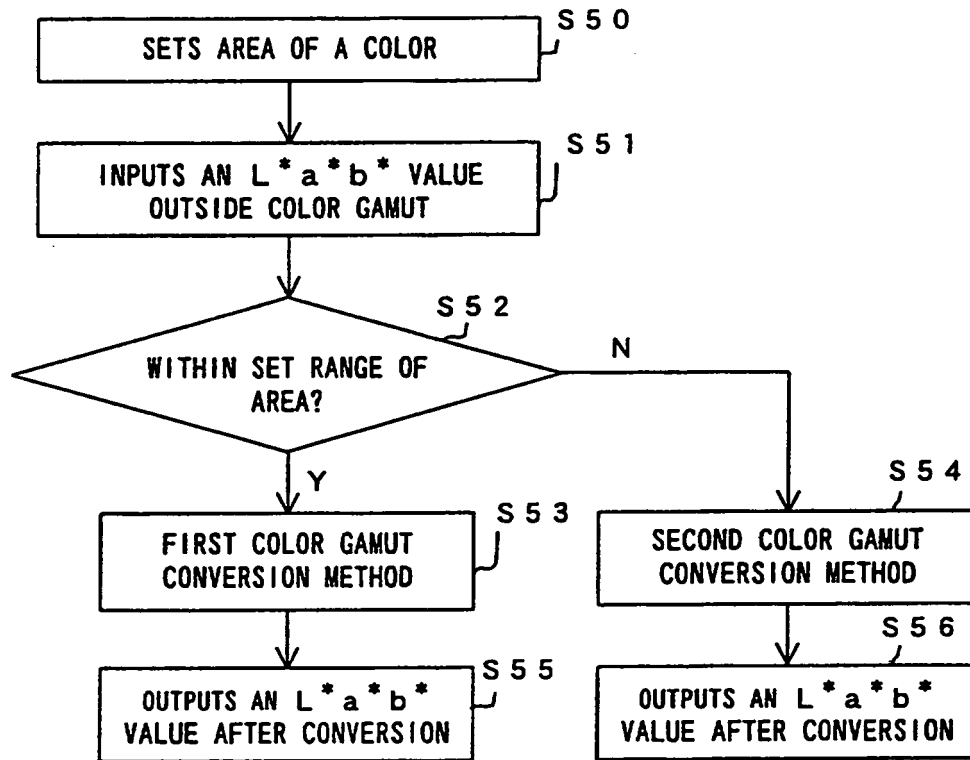 S50
SETS AREA OF A COLOR
S51
INPUTS AN L*a*b* VALUE
OUTSIDE COLOR GAMUT
S52
WITHIN SET RANGE OF
AREA?
N
Y
S53
FIRST COLOR GAMUT
CONVERSION METHOD
S54
SECOND COLOR GAMUT
CONVERSION METHOD
S55
OUTPUTS AN L*a*b*
VALUE AFTER CONVERSION
S56
OUTPUTS AN L*a*b*
VALUE AFTER CONVERSION